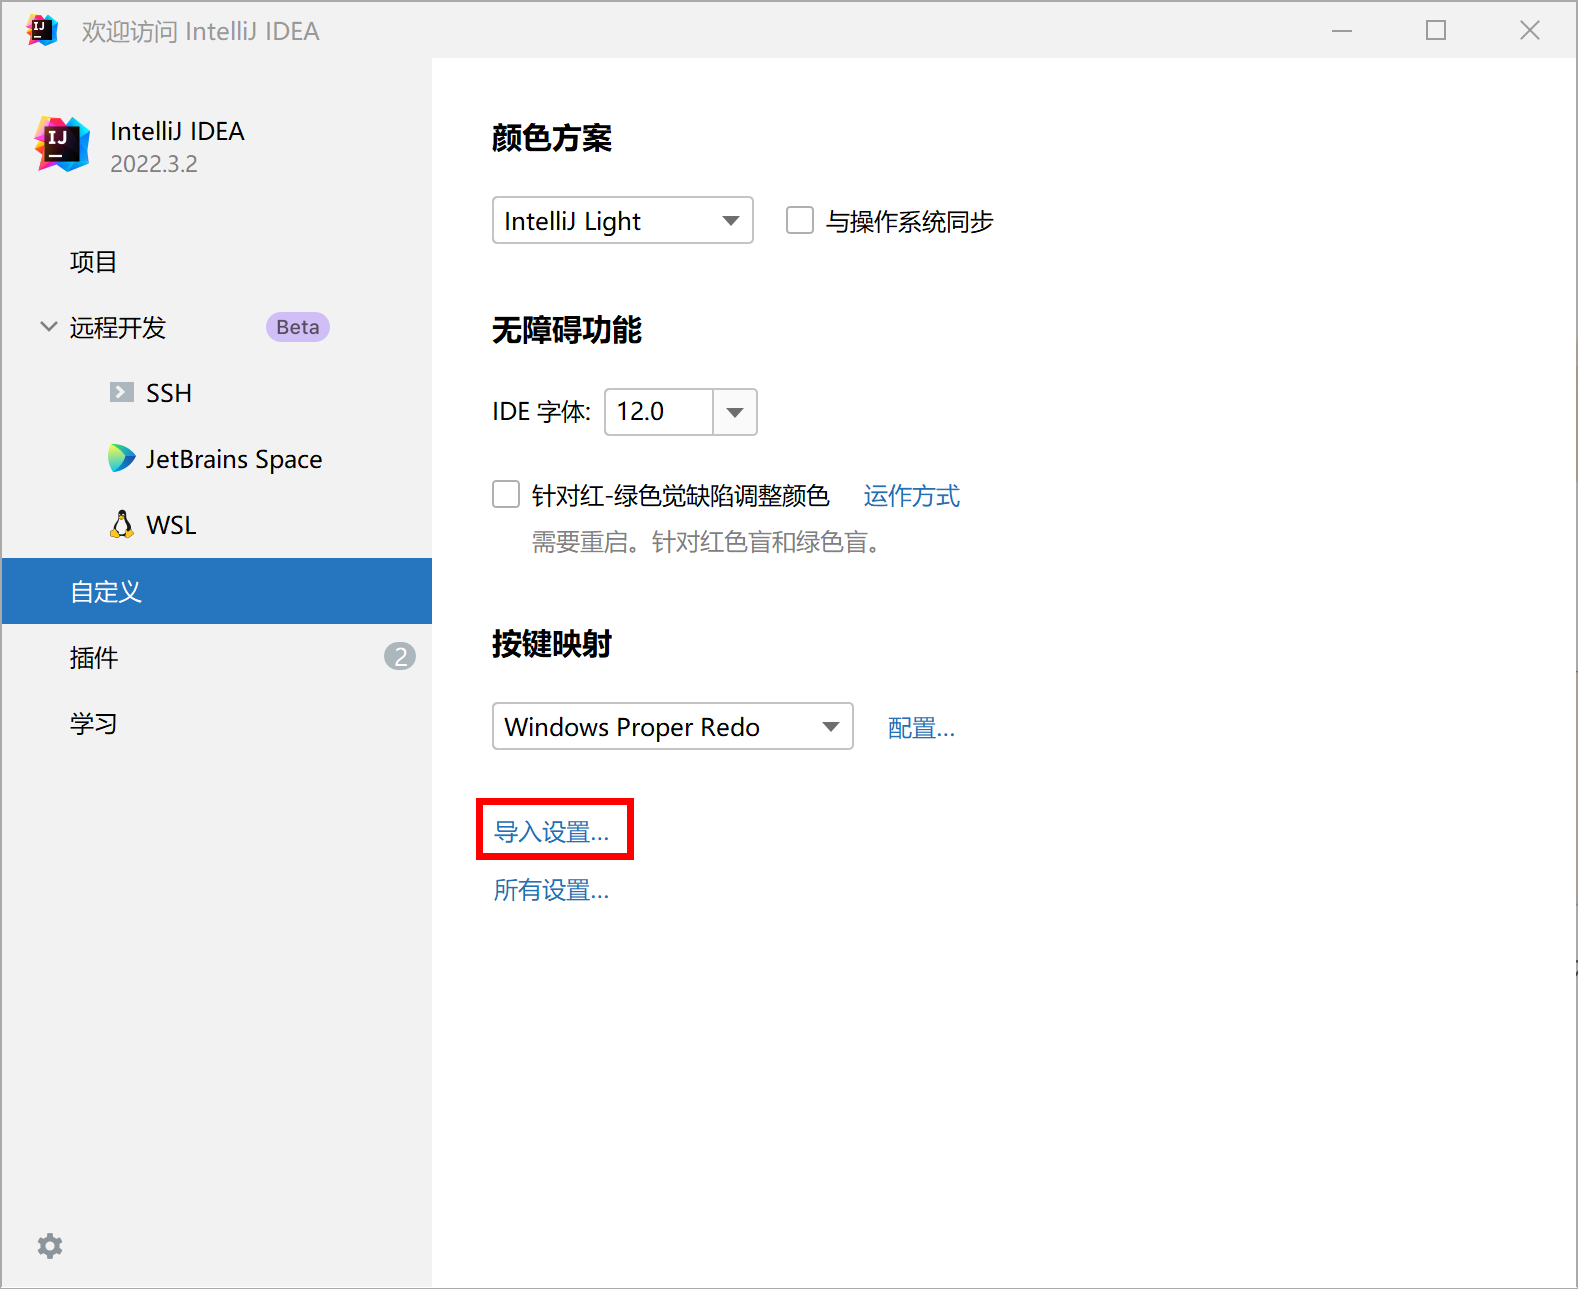 欢迎访问 IntelliJ IDEA
IntelliJ IDEA
2022.3.2
项目
远程开发 Beta
SSH
JetBrains Space
WSL
自定义
插件 2
学习
颜色方案
IntelliJ Light 与操作系统同步
无障碍功能
IDE 字体: 12.0
针对红-绿色觉缺陷调整颜色 运作方式
需要重启。针对红色盲和绿色盲。
按键映射
Windows Proper Redo 配置...
导入设置...
所有设置...